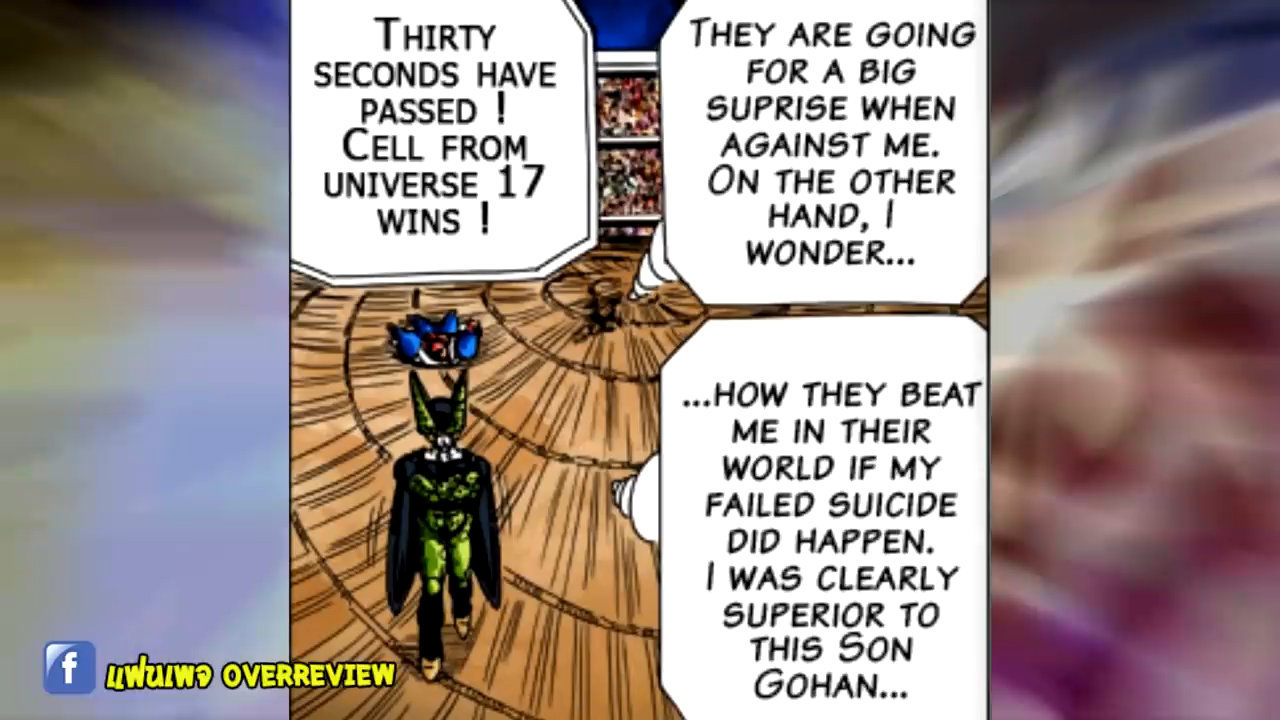 THIRTY
SECONDS HAVE
PASSED !
CELL FROM
UNIVERSE 17
WINS !
THEY ARE GOING
FOR A BIG
SUPRISE WHEN
AGAINST ME.
ON THE OTHER
HAND, I
WONDER...
...HOW THEY BEAT
ME IN THEIR
WORLD IF MY
FAILED SUICIDE
DID HAPPEN.
I WAS CLEARLY
SUPERIOR TO
THIS SON
GOHAN...
f แฟนเพจ OVERREVIEW